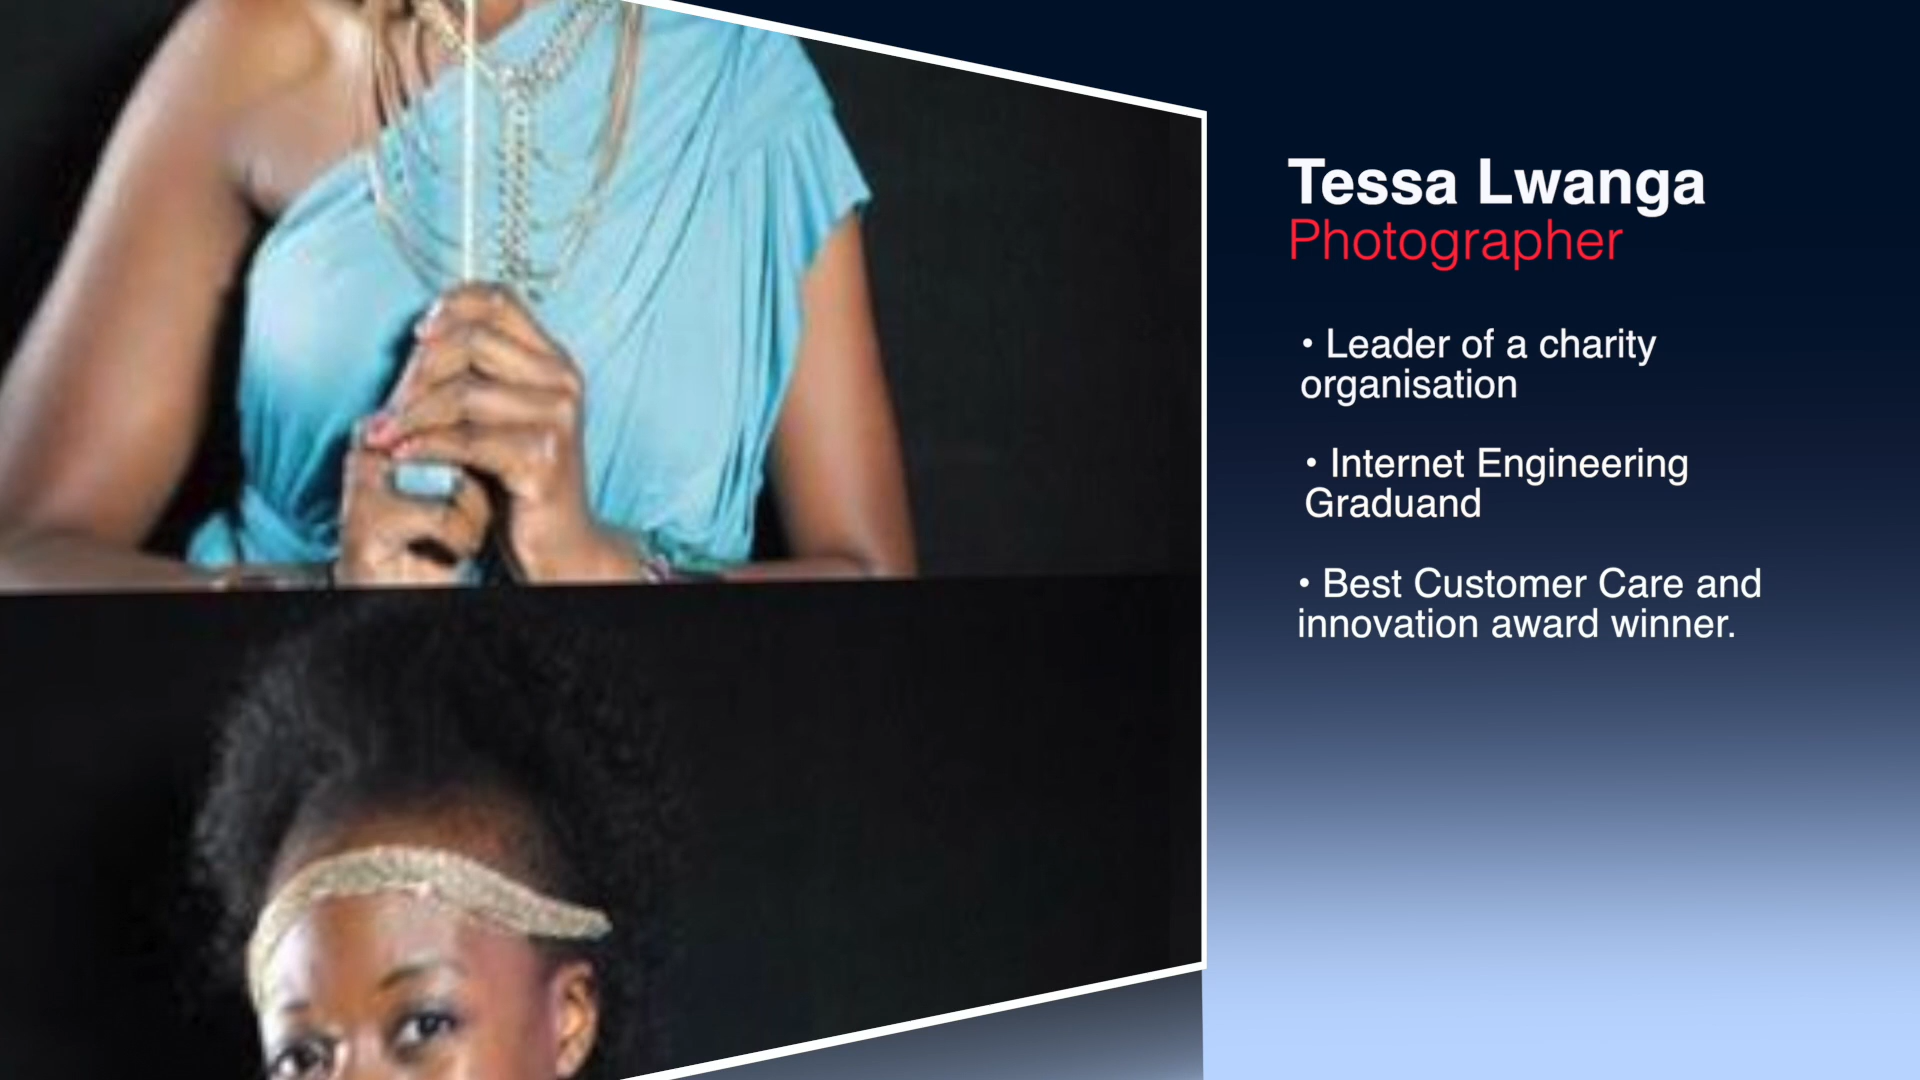 Tessa Lwanga
Photographer
• Leader of a charity
organisation
• Internet Engineering
Graduand
• Best Customer Care and
innovation award winner.